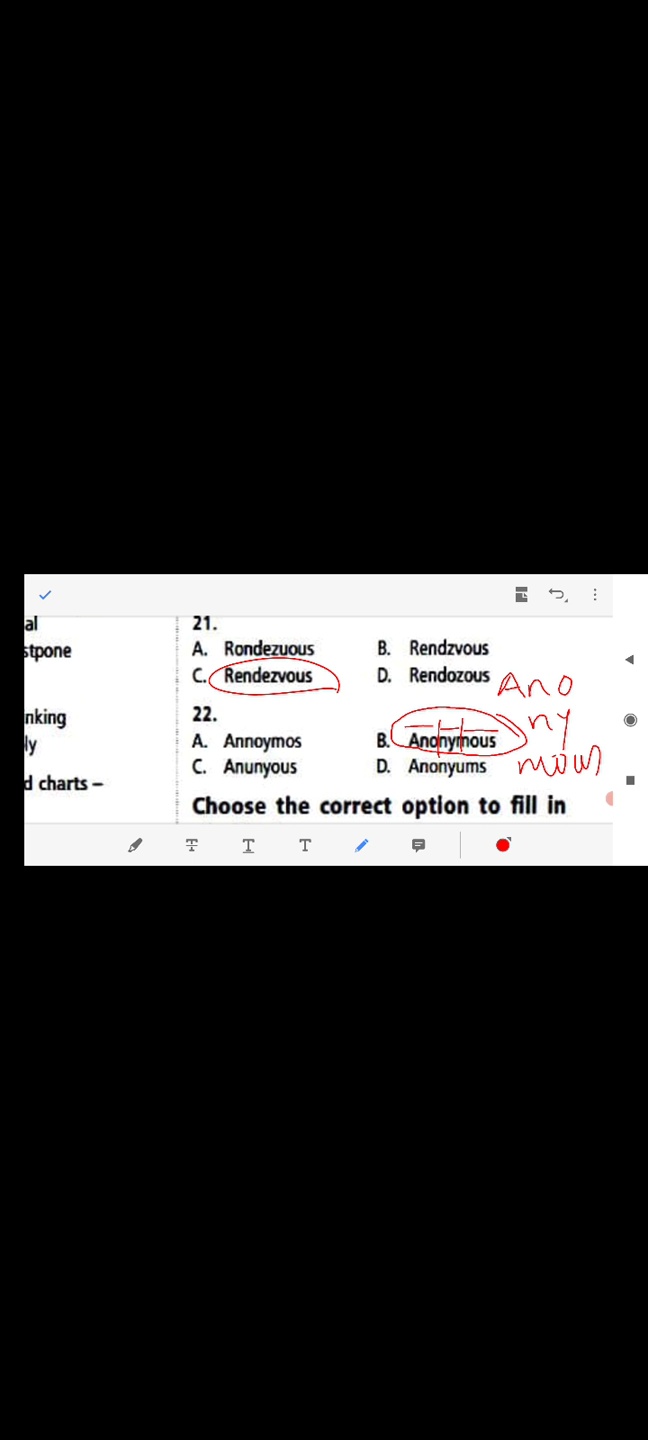 al
stpone
nking
ly
d charts –
21.
A. Rondezuous B. Rendzvous
C. Rendezvous D. Rendozous
22.
A. Annoymos B. Anonymous
C. Anunyous D. Anonyums
Choose the correct option to fill in
Ano
ny
mous